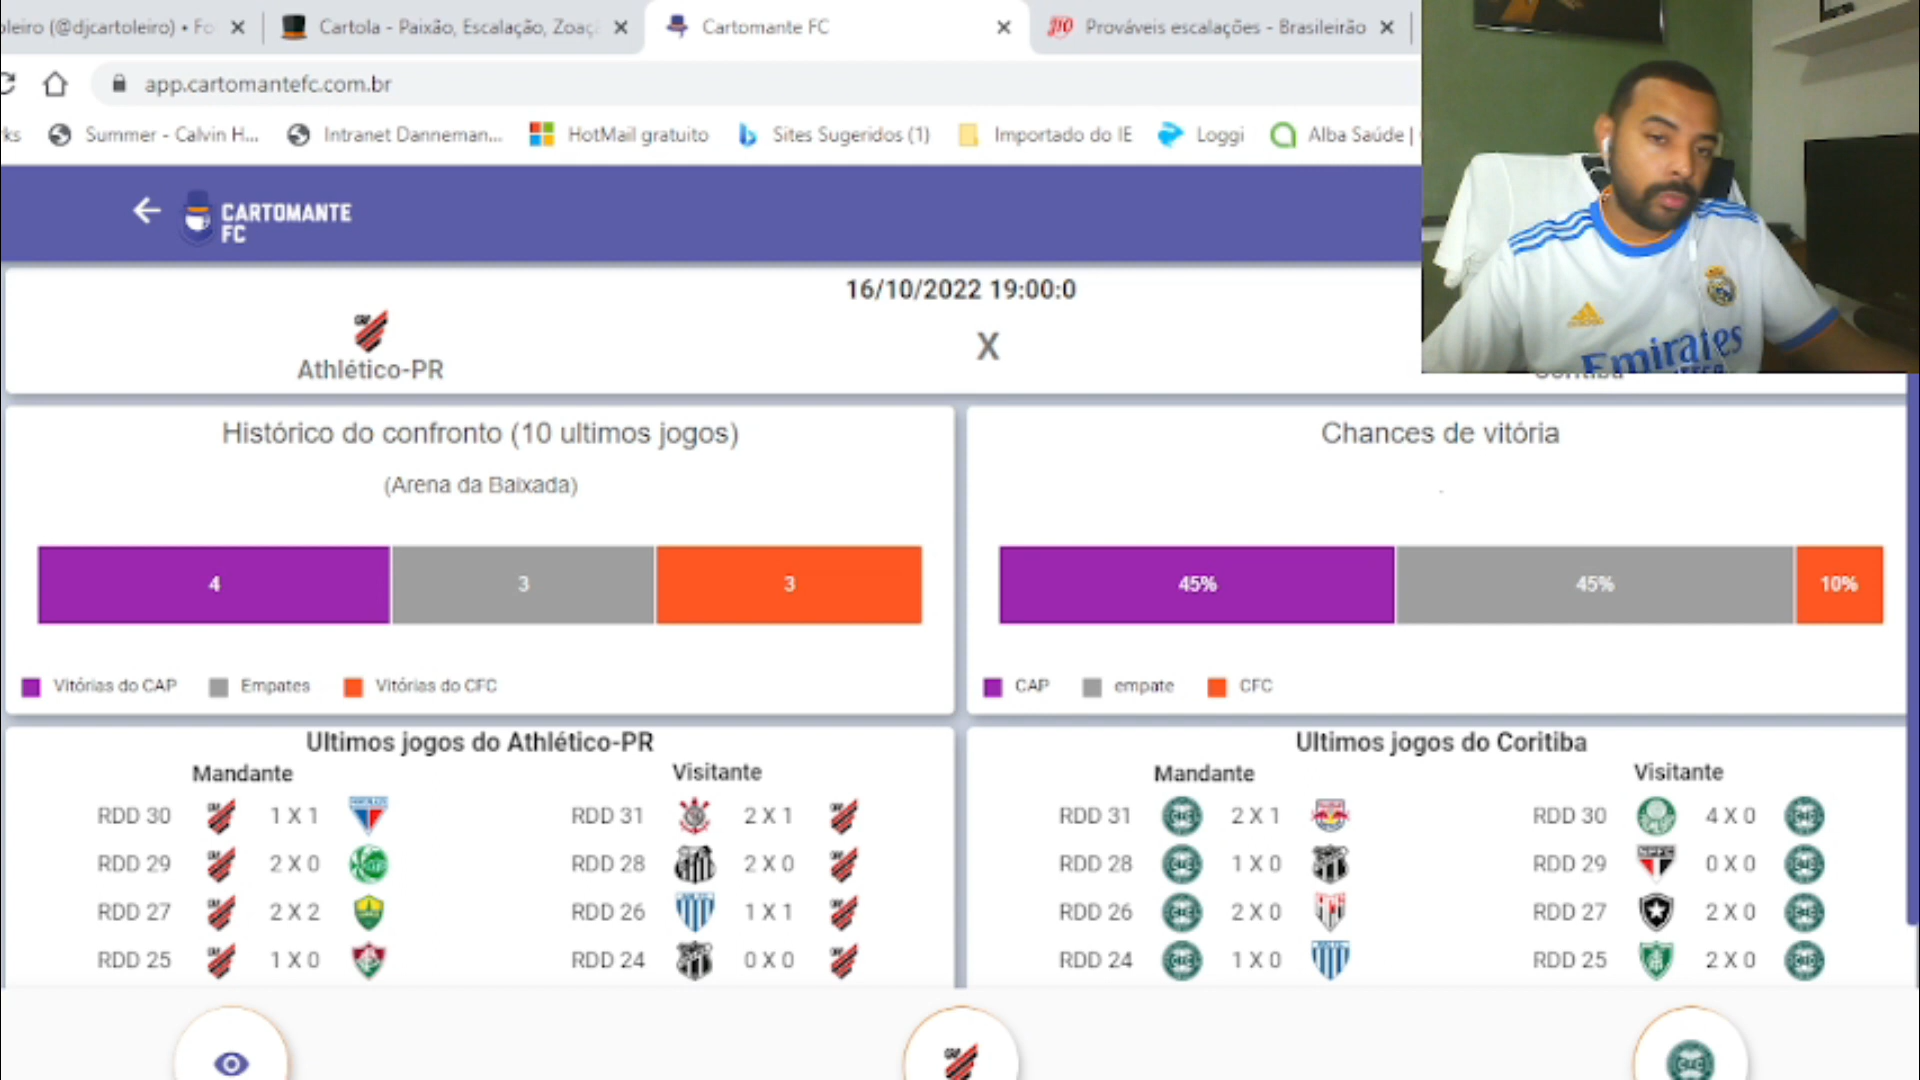 oleiro (@djcartoleiro) • Fo
Cartola - Paixão, Escalação, Zoaç
Cartomante FC
Prováveis escalações - Brasileirão
app.cartomantefc.com.br
ks
Summer - Calvin H...
Intranet Danneman...
HotMail gratuito
Sites Sugeridos (1)
Importado do IE
Loggi
Alba Saúde |
CARTOMANTE
FC
16/10/2022 19:00:0
X
Athlético-PR
Coritiba
Emirates
Histórico do confronto (10 ultimos jogos)
(Arena da Baixada)
4 3 3
Vitórias do CAP Empates Vitórias do CFC
Chances de vitória
45% 45% 10%
CAP empate CFC
Ultimos jogos do Athlético-PR
Mandante Visitante
RDD 30 1 X 1 RDD 31 2 X 1
RDD 29 2 X 0 RDD 28 2 X 0
RDD 27 2 X 2 RDD 26 1 X 1
RDD 25 1 X 0 RDD 24 0 X 0
Ultimos jogos do Coritiba
Mandante Visitante
RDD 31 2 X 1 RDD 30 4 X 0
RDD 28 1 X 0 RDD 29 0 X 0
RDD 26 2 X 0 RDD 27 2 X 0
RDD 24 1 X 0 RDD 25 2 X 0